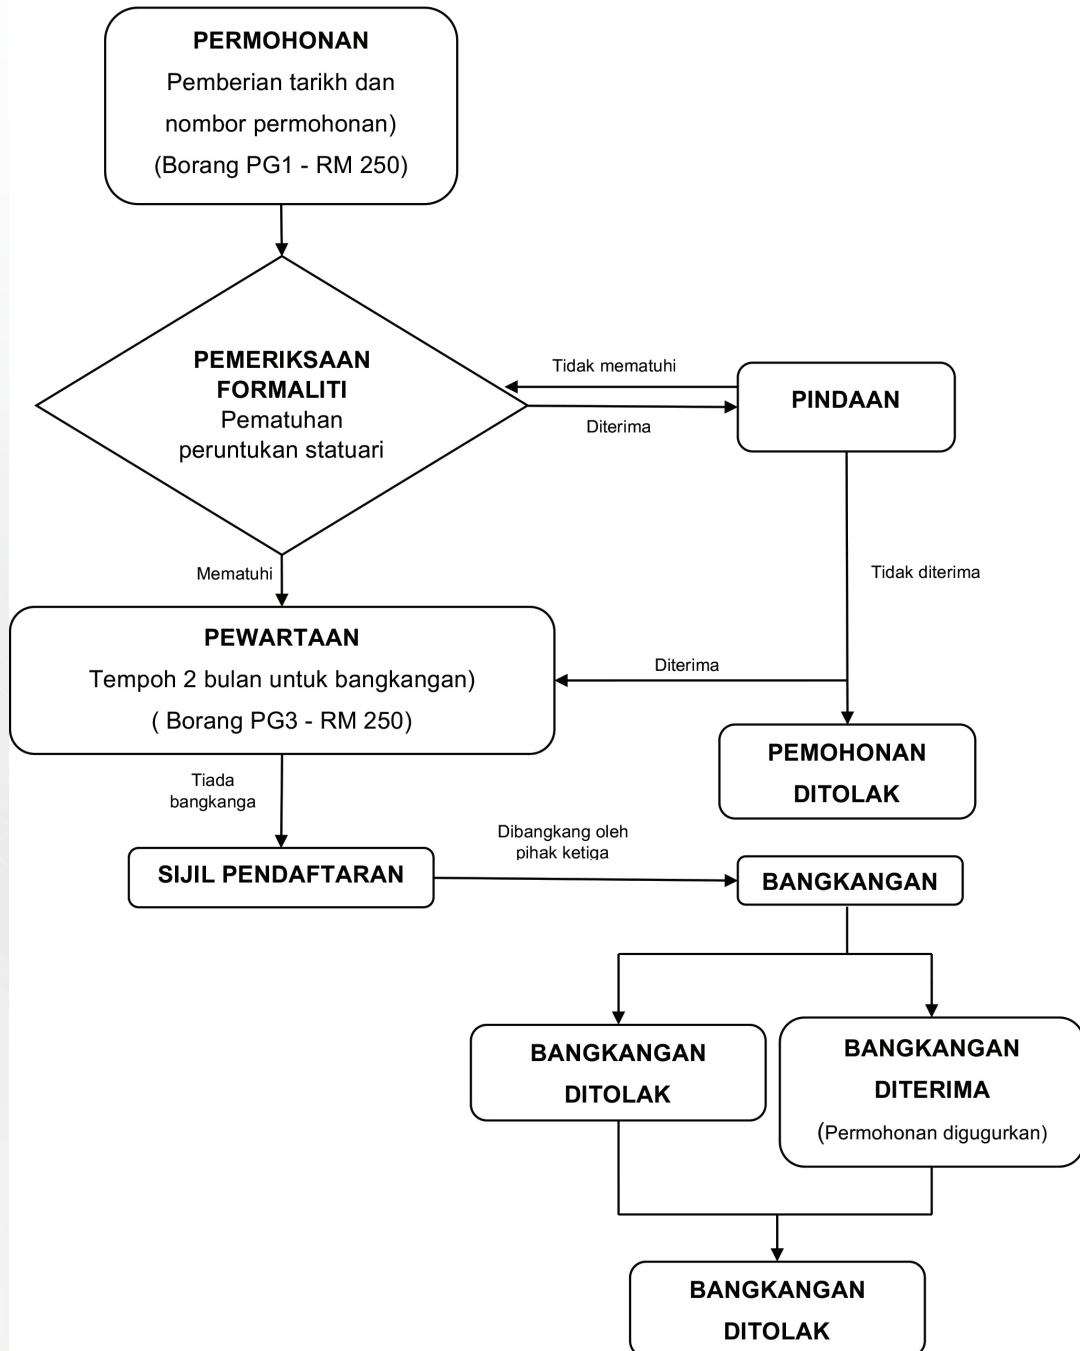 PERMOHONAN
Pemberian tarikh dan
nombor permohonan)
(Borang PG1 - RM 250)
PEMERIKSAAN
FORMALITI
Pematuhan
peruntukan statuari
Tidak mematuhi
Diterima
PINDAAN
Mematuhi
Tidak diterima
PEWARTAAN
Tempoh 2 bulan untuk bangkangan)
( Borang PG3 - RM 250)
Diterima
PEMOHONAN
DITOLAK
Tiada
bangkanga
SIJIL PENDAFTARAN
Dibangkang oleh
pihak ketiga
BANGKANGAN
BANGKANGAN
DITOLAK
BANGKANGAN
DITERIMA
(Permohonan digugurkan)
BANGKANGAN
DITOLAK